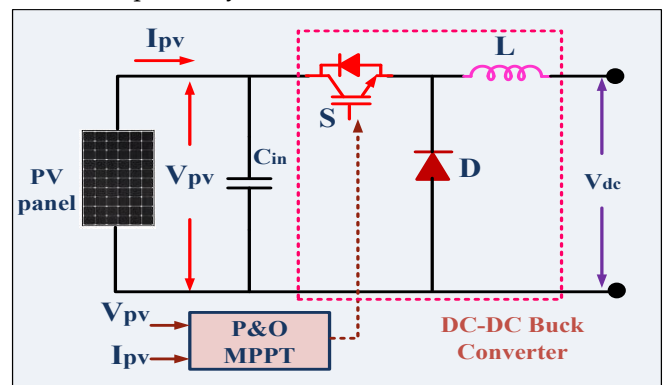 Ipv
L
S
PV
panel
Vpv
Cin
D
Vdc
Vpv
Ipv
P&O
MPPT
DC-DC Buck
Converter